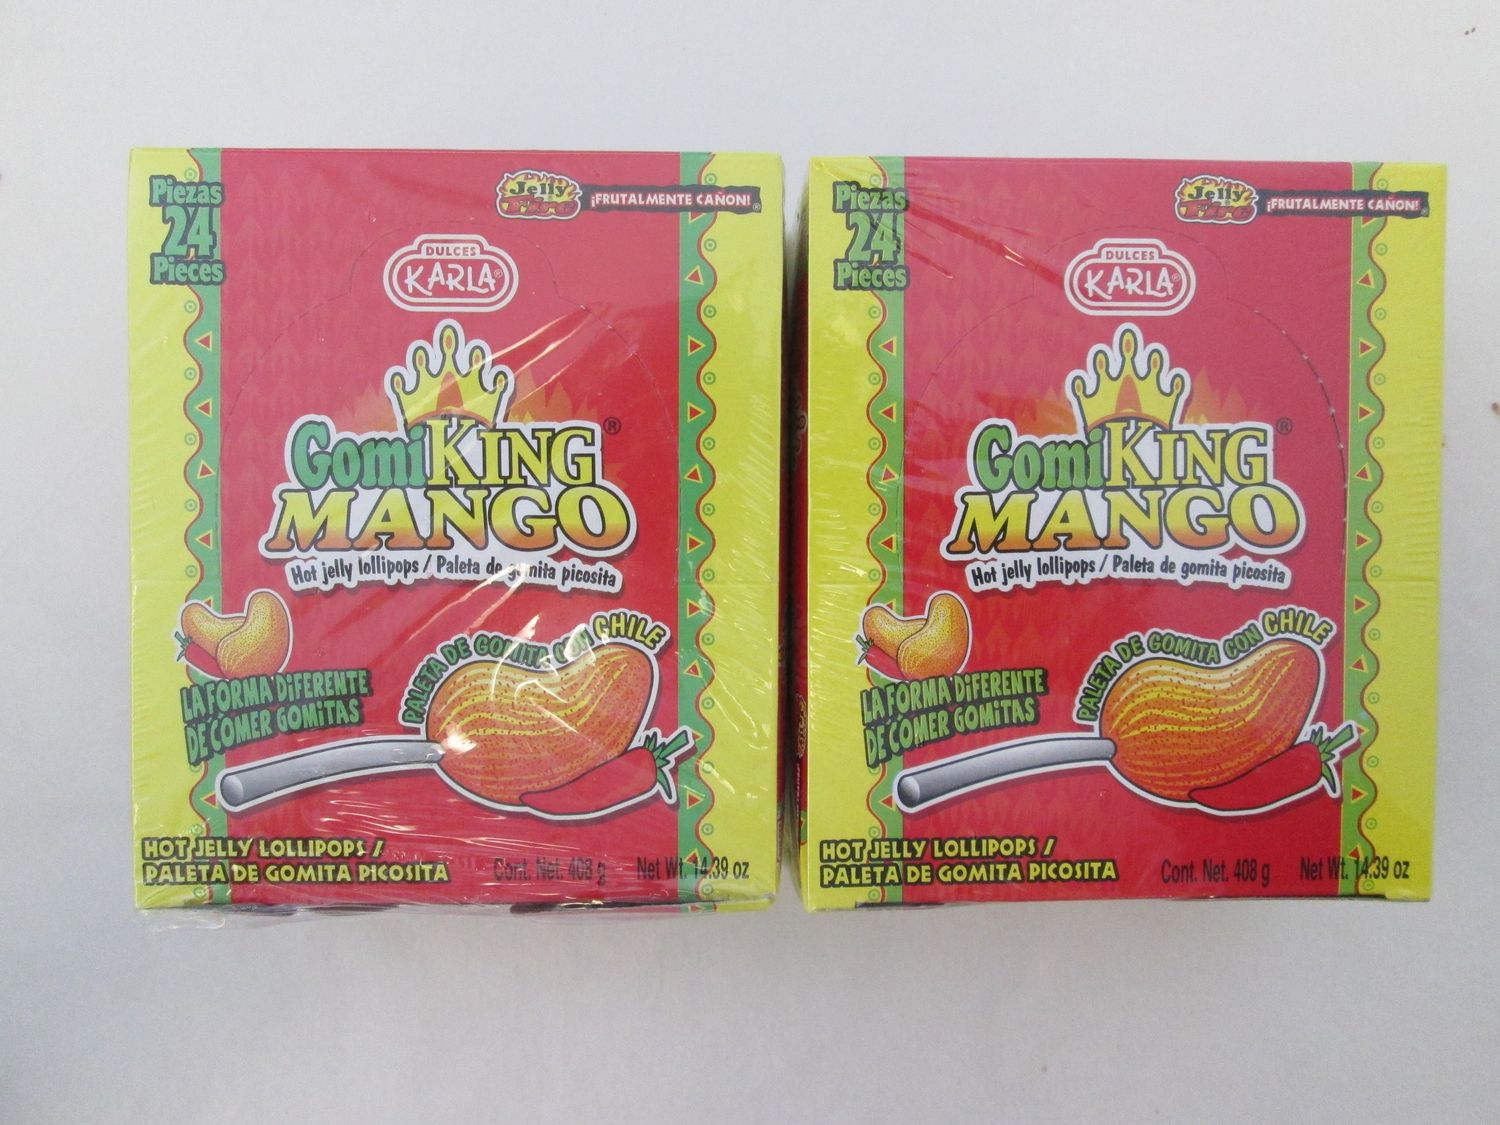 Piezas
24
Pieces
Jelly
Fire
¡FRUTALMENTE CAÑON!
DULCES
KARLA®
GomiKING®
MANGO
Hot jelly lollipops / Paleta de gomita picosita
PALETA DE GOMITA CON CHILE
LA FORMA DiFERENTE
DE COMER GOMiTAS
HOT JELLY LOLLIPOPS /
PALETA DE GOMITA PICOSITA
Cont. Net. 408 g
Net Wt. 14.39 oz
Piezas
24
Pieces
Jelly
Fire
¡FRUTALMENTE CAÑON!
DULCES
KARLA®
GomiKING®
MANGO
Hot jelly lollipops / Paleta de gomita picosita
PALETA DE GOMITA CON CHILE
LA FORMA DiFERENTE
DE COMER GOMiTAS
HOT JELLY LOLLIPOPS /
PALETA DE GOMITA PICOSITA
Cont. Net. 408 g
Net Wt. 14.39 oz